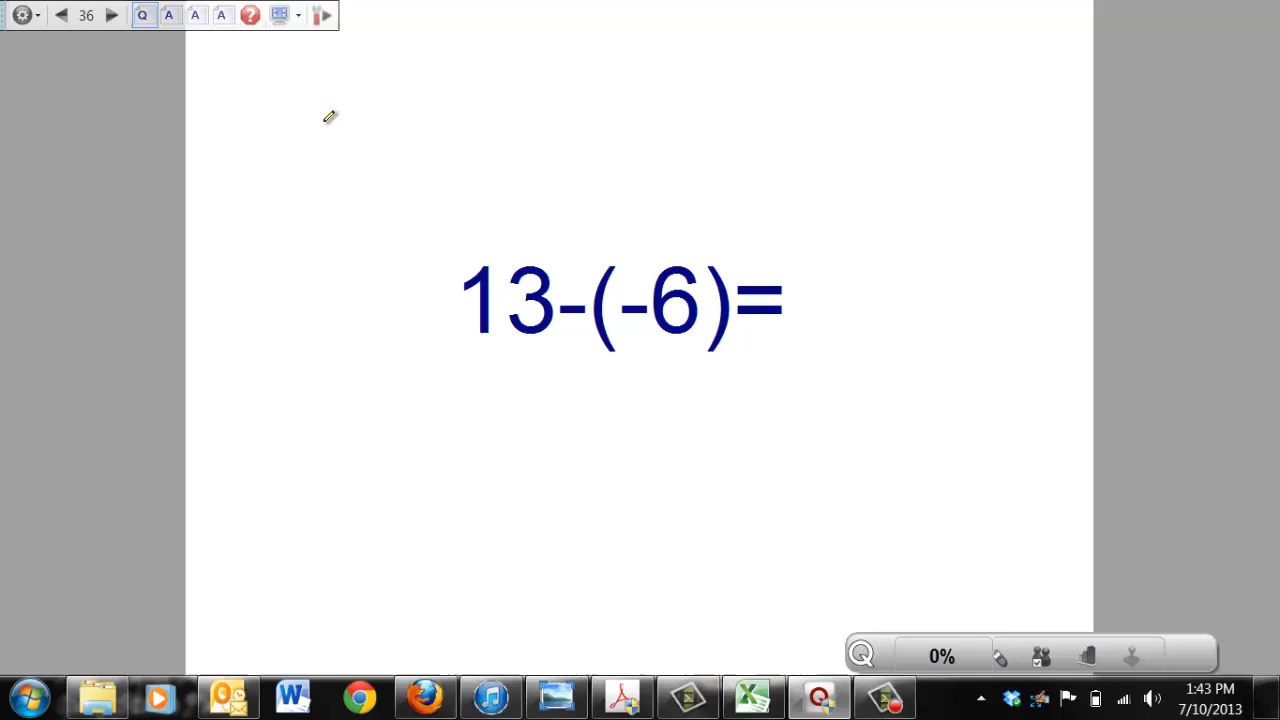 36
Q A A A ?
13-(-6)=
Q 0%
1:43 PM
7/10/2013